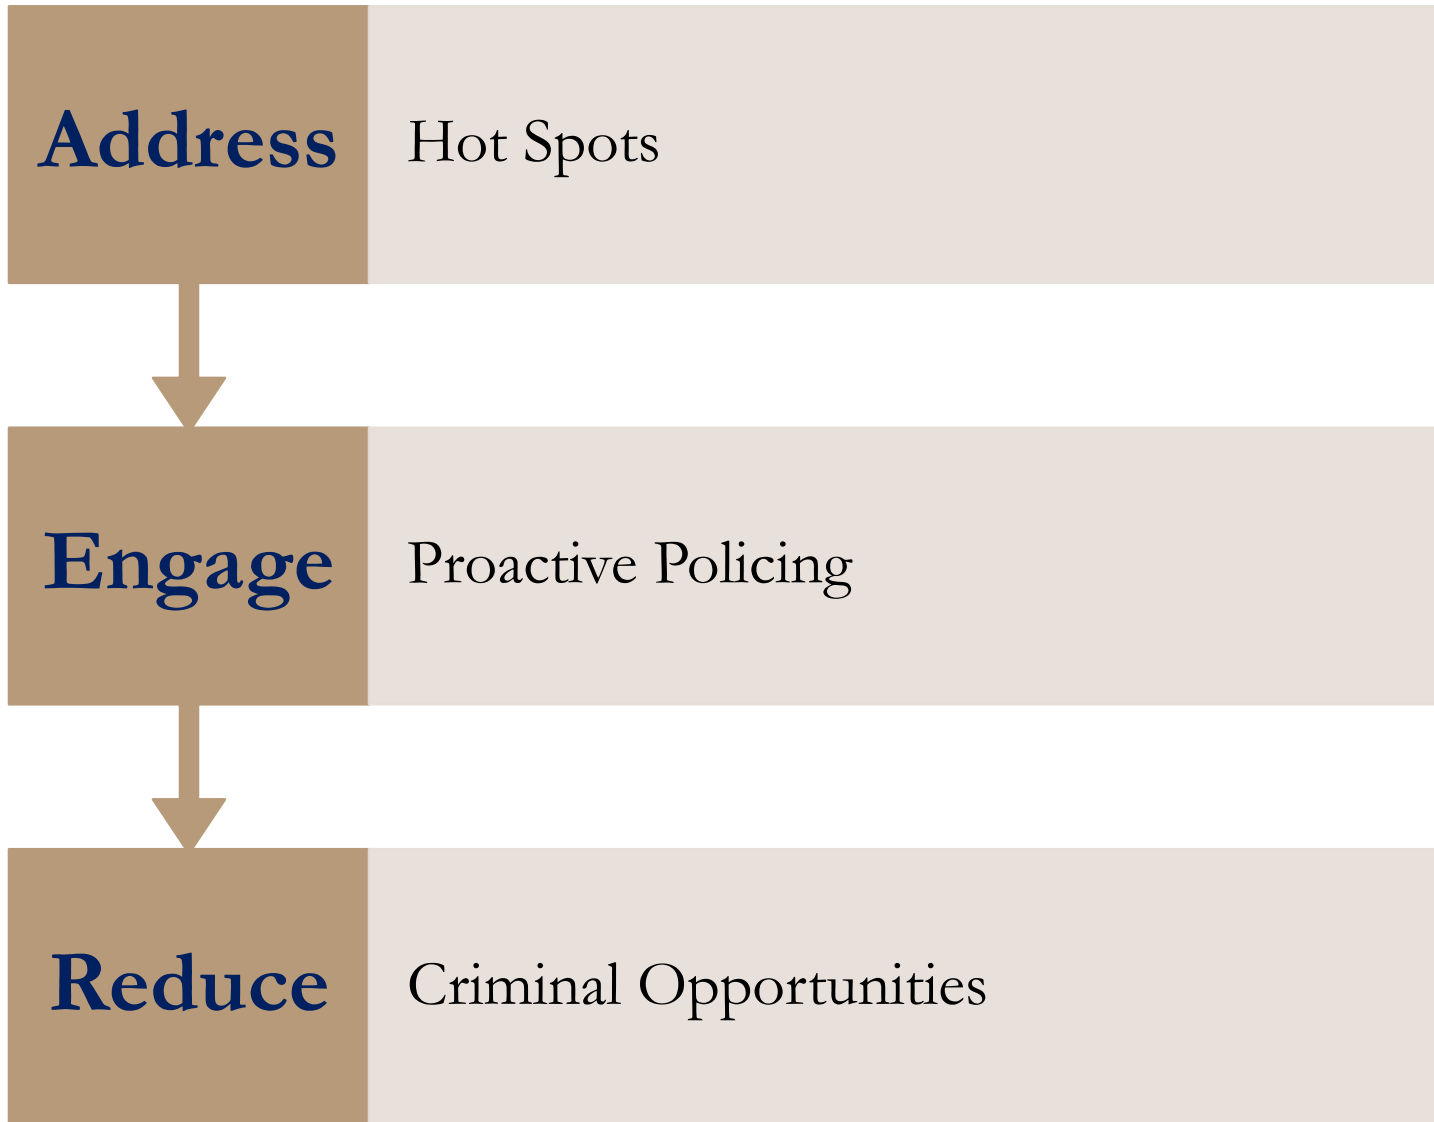 Address
Hot Spots
Engage
Proactive Policing
Reduce
Criminal Opportunities